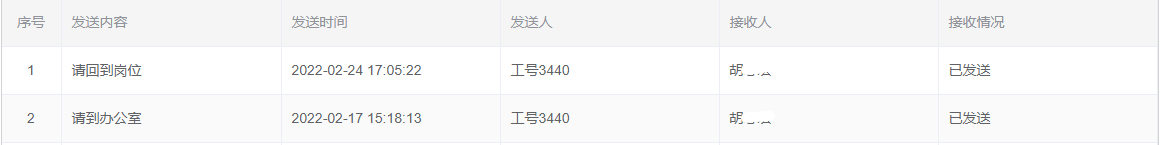 序号 发送内容 发送时间 发送人 接收人 接收情况
1 请回到岗位 2022-02-24 17:05:22 工号3440 胡 已发送
2 请到办公室 2022-02-17 15:18:13 工号3440 胡 已发送